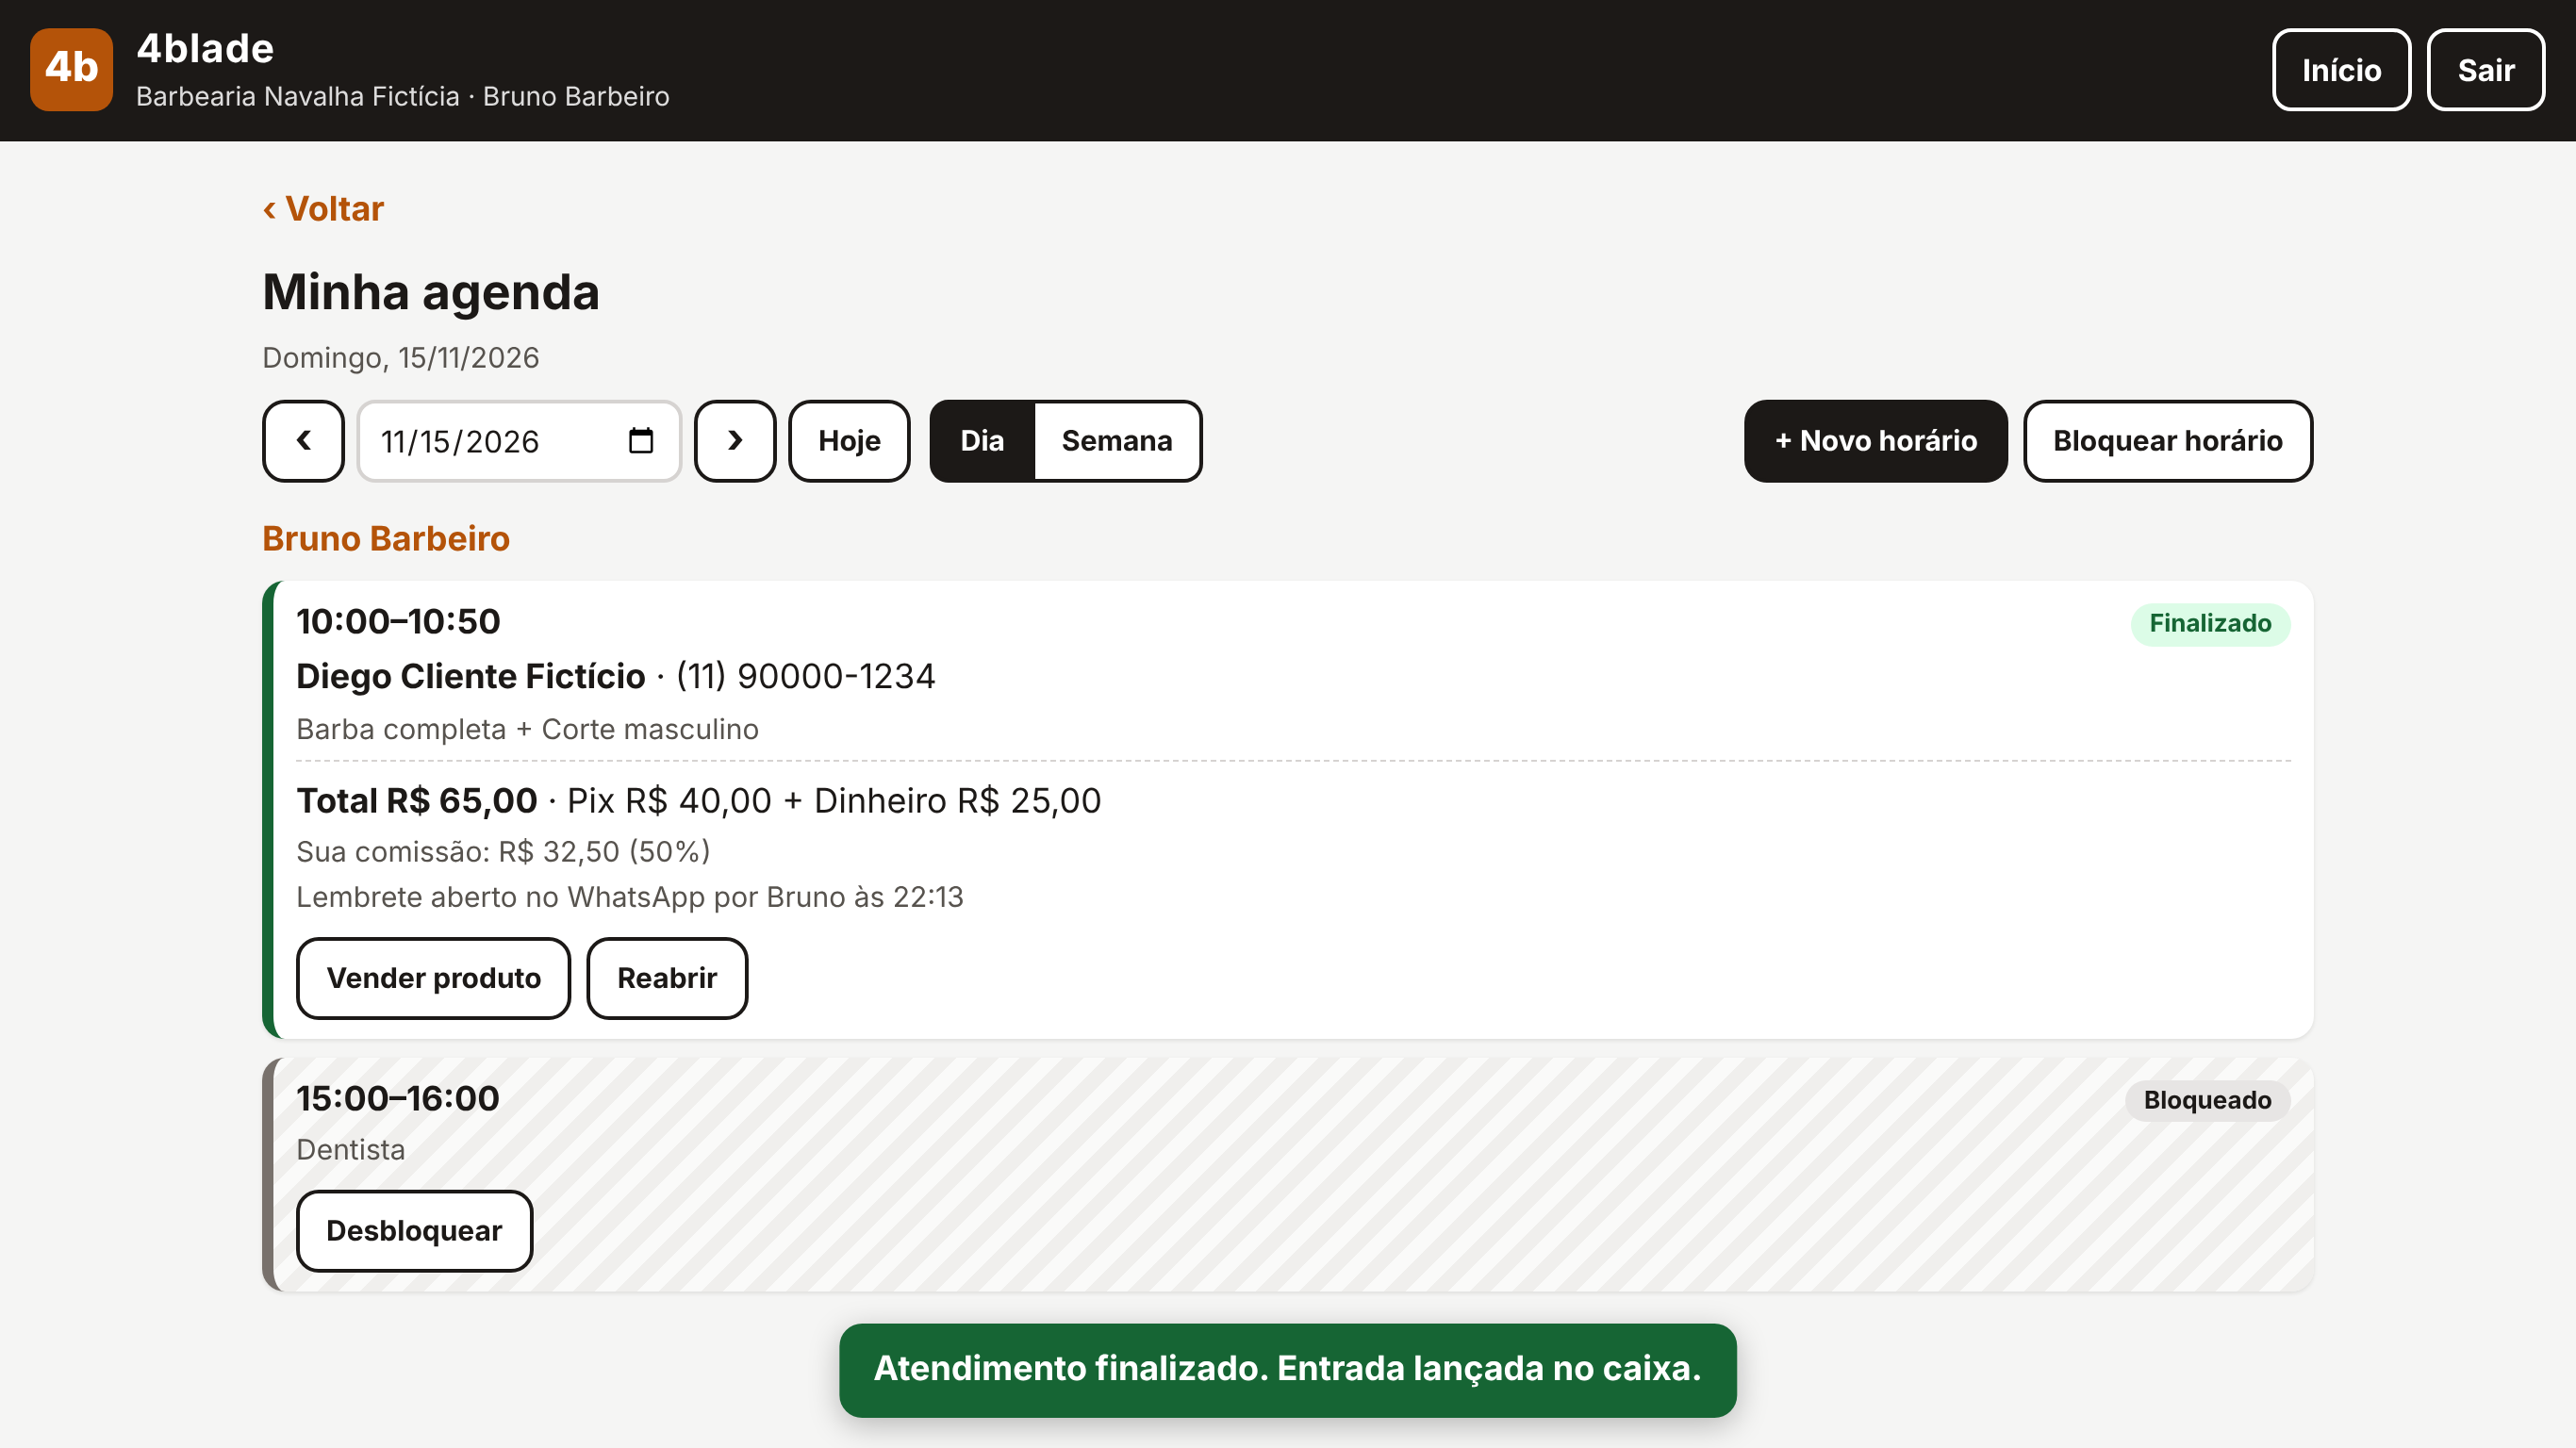 4b
4blade
Barbearia Navalha Fictícia · Bruno Barbeiro
Início
Sair
‹ Voltar
Minha agenda
Domingo, 15/11/2026
‹
11/15/2026
›
Hoje
Dia
Semana
+ Novo horário
Bloquear horário
Bruno Barbeiro
10:00–10:50
Finalizado
Diego Cliente Fictício · (11) 90000-1234
Barba completa + Corte masculino
Total R$ 65,00 · Pix R$ 40,00 + Dinheiro R$ 25,00
Sua comissão: R$ 32,50 (50%)
Lembrete aberto no WhatsApp por Bruno às 22:13
Vender produto
Reabrir
15:00–16:00
Bloqueado
Dentista
Desbloquear
Atendimento finalizado. Entrada lançada no caixa.